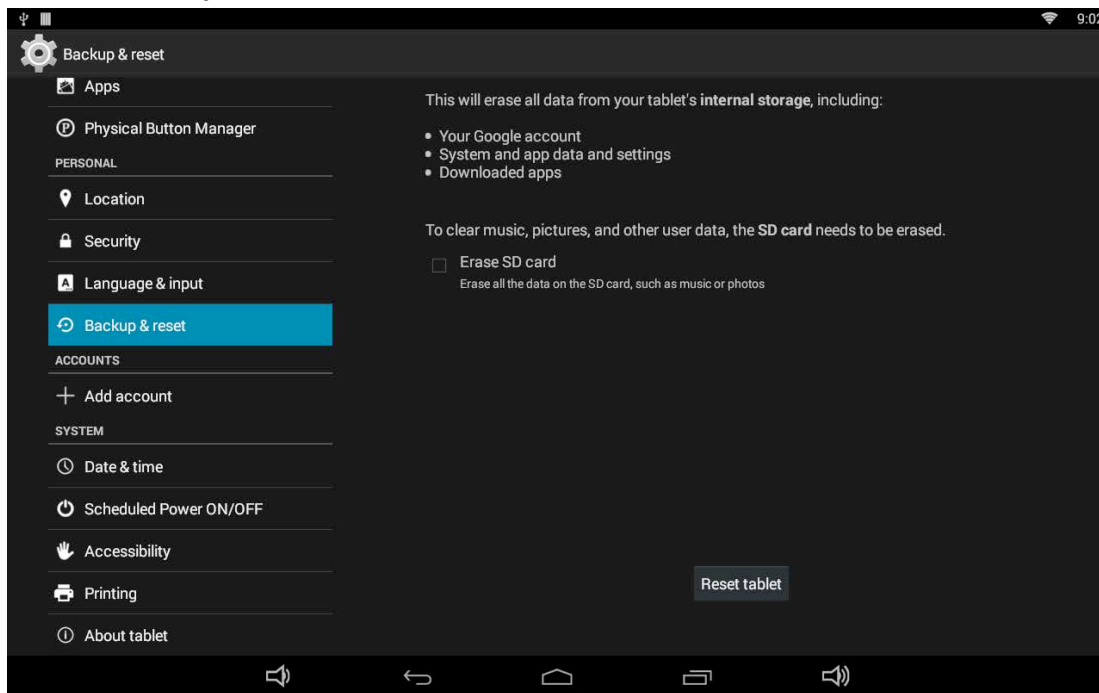 9:02
Backup & reset
Apps
Physical Button Manager
PERSONAL
Location
Security
Language & input
Backup & reset
ACCOUNTS
Add account
SYSTEM
Date & time
Scheduled Power ON/OFF
Accessibility
Printing
About tablet
This will erase all data from your tablet's internal storage, including:
• Your Google account
• System and app data and settings
• Downloaded apps
To clear music, pictures, and other user data, the SD card needs to be erased.
Erase SD card
Erase all the data on the SD card, such as music or photos
Reset tablet